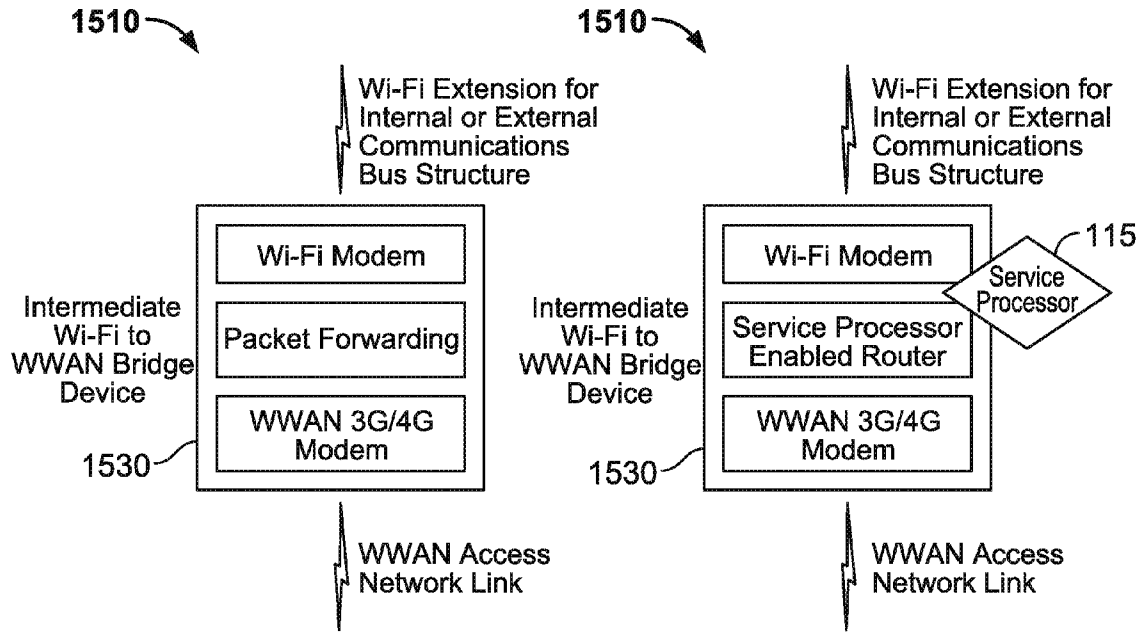 1510
Wi-Fi Extension for
Internal or External
Communications
Bus Structure
Wi-Fi Modem
Intermediate
Wi-Fi to
WWAN Bridge
Device
Packet Forwarding
WWAN 3G/4G
Modem
1530
WWAN Access
Network Link
1510
Wi-Fi Extension for
Internal or External
Communications
Bus Structure
115
Service
Processor
Wi-Fi Modem
Intermediate
Wi-Fi to
WWAN Bridge
Device
Service Processor
Enabled Router
WWAN 3G/4G
Modem
1530
WWAN Access
Network Link